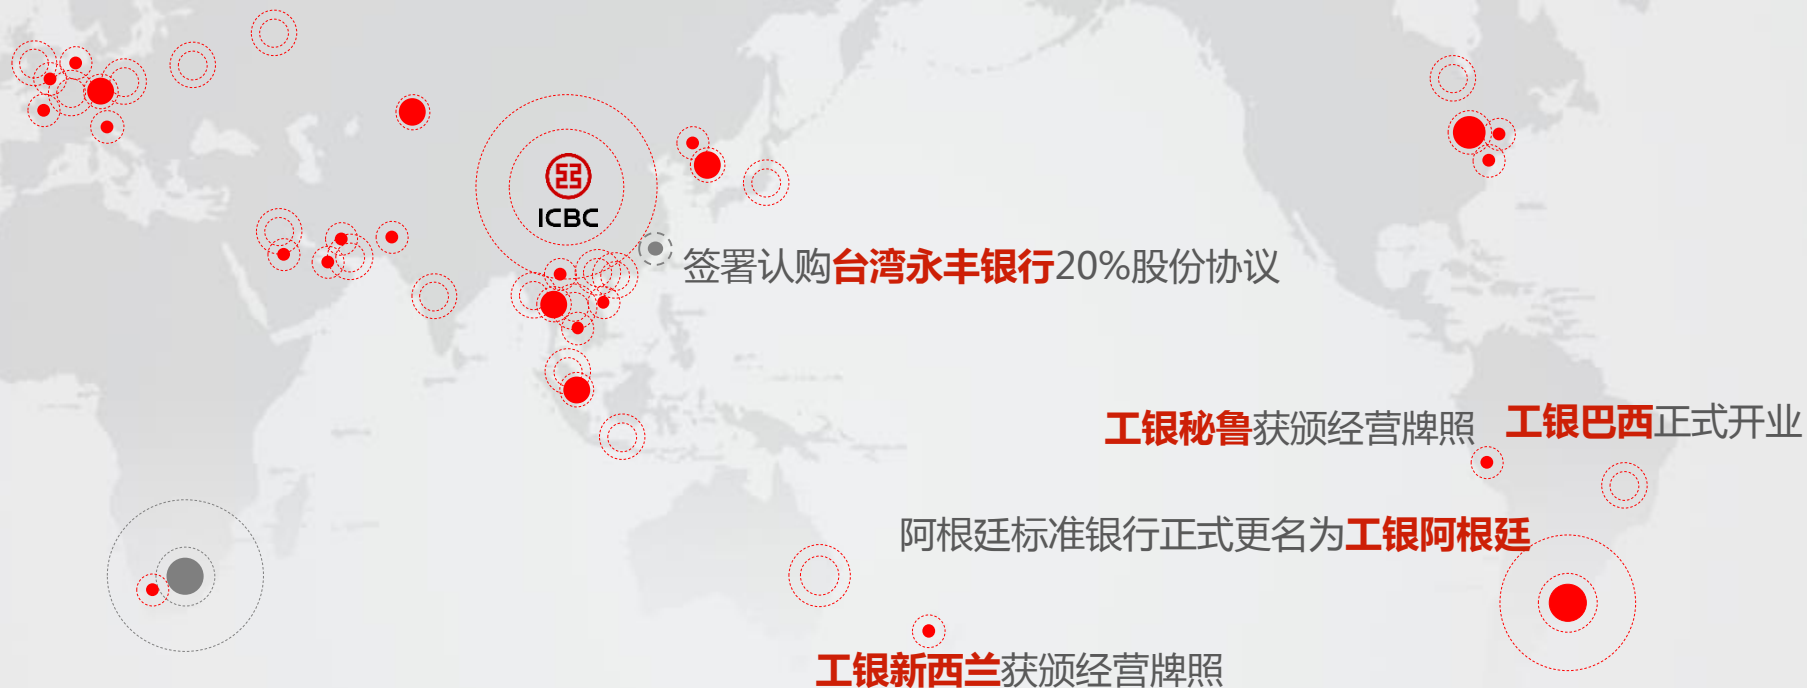 ICBC
签署认购台湾永丰银行20%股份协议
工银秘鲁获颁经营牌照
工银巴西正式开业
阿根廷标准银行正式更名为工银阿根廷
工银新西兰获颁经营牌照